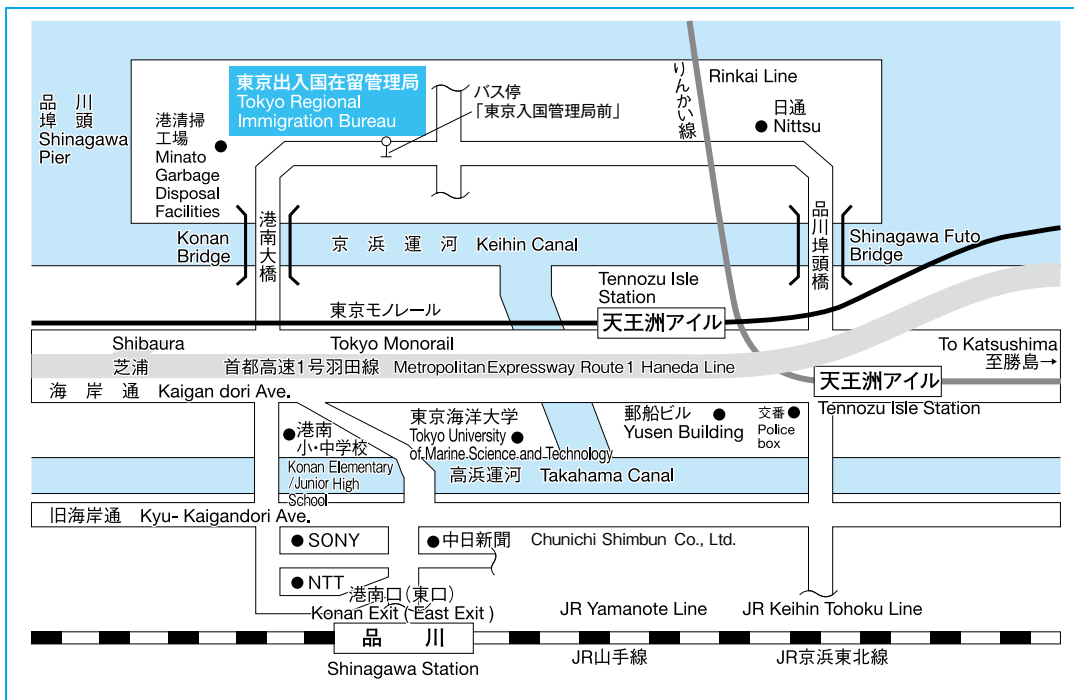 品川
埠頭
Shinagawa
Pier
港清掃
工場
Minato
Garbage
Disposal
Facilities
東京出入国在留管理局
Tokyo Regional
Immigration Bureau
バス停
「東京入国管理局前」
りんかい線
Rinkai Line
日通
Nittsu
Konan
Bridge
港南大橋
京浜運河 Keihin Canal
品川埠頭橋
Shinagawa Futo
Bridge
Tennozu Isle
Station
天王洲アイル
東京モノレール
Tokyo Monorail
Shibaura
芝浦
首都高速1号羽田線 Metropolitan Expressway Route 1 Haneda Line
To Katsushima
至勝島→
海岸通 Kaigan dori Ave.
天王洲アイル
Tennozu Isle Station
港南
小・中学校
Konan Elementary
/Junior High
School
東京海洋大学
Tokyo University
of Marine Science and Technology
郵船ビル
Yusen Building
交番
Police
box
高浜運河 Takahama Canal
旧海岸通 Kyu- Kaigandori Ave.
SONY
中日新聞 Chunichi Shimbun Co., Ltd.
NTT
港南口（東口）
Konan Exit ( East Exit )
JR Yamanote Line
JR Keihin Tohoku Line
品川
Shinagawa Station
JR山手線
JR京浜東北線